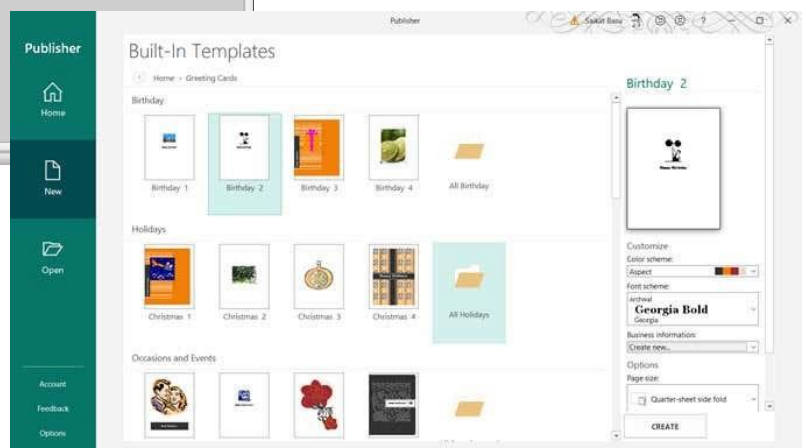 Publisher
Saikat Basu
?
Publisher
Home
New
Open
Account
Feedback
Options
Built-In Templates
Home › Greeting Cards
Birthday
Birthday 1
Birthday 2
Birthday 3
Birthday 4
All Birthday
Holidays
Christmas 1
Christmas 2
Christmas 3
Christmas 4
All Holidays
Occasions and Events
Birthday 2
Happy Birthday
Customize
Color scheme:
Aspect
Font scheme:
Archival
Georgia Bold
Georgia
Business information:
Create new...
Options
Page size:
Quarter-sheet side fold
CREATE